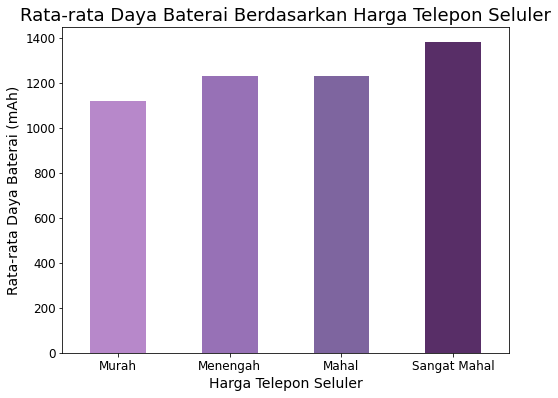 Rata-rata Daya Baterai Berdasarkan Harga Telepon Seluler
1400
1200
1000
800
600
400
200
0
Rata-rata Daya Baterai (mAh)
Murah Menengah Mahal Sangat Mahal
Harga Telepon Seluler